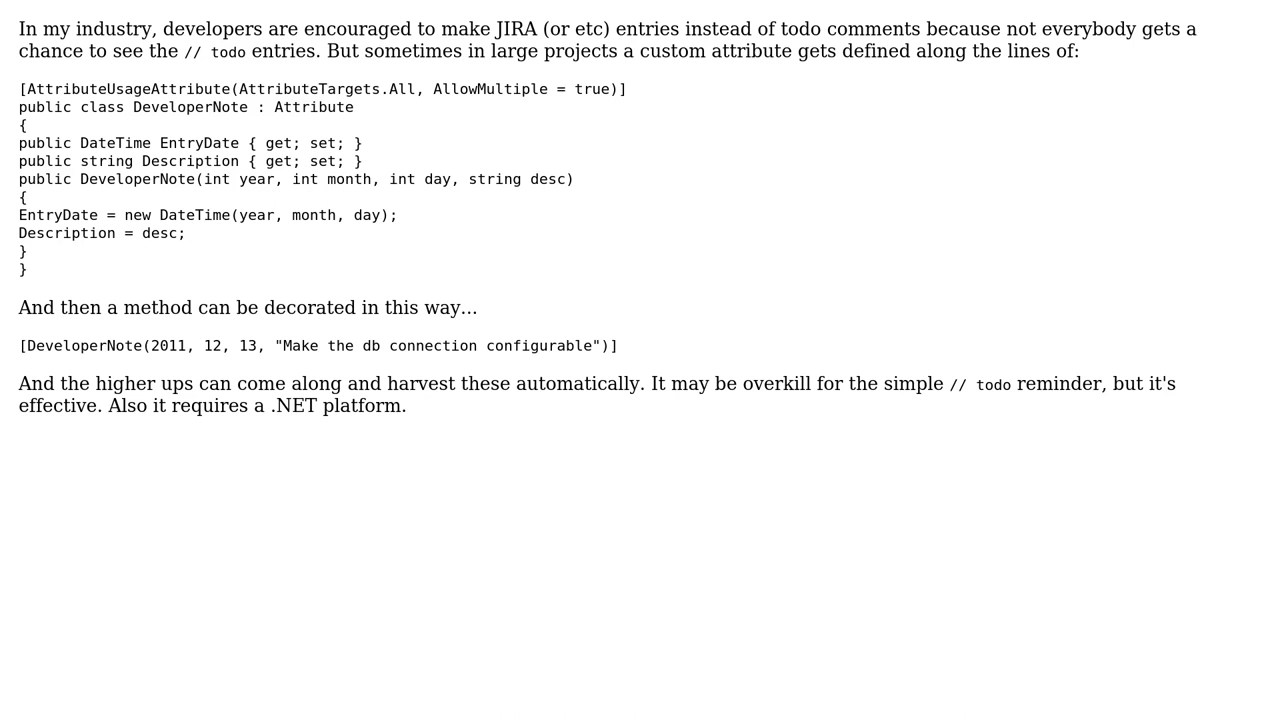 In my industry, developers are encouraged to make JIRA (or etc) entries instead of todo comments because not everybody gets a
chance to see the // todo entries. But sometimes in large projects a custom attribute gets defined along the lines of:
[AttributeUsageAttribute(AttributeTargets.All, AllowMultiple = true)]
public class DeveloperNote : Attribute
{
public DateTime EntryDate { get; set; }
public string Description { get; set; }
public DeveloperNote(int year, int month, int day, string desc)
{
EntryDate = new DateTime(year, month, day);
Description = desc;
}
}
And then a method can be decorated in this way...
[DeveloperNote(2011, 12, 13, "Make the db connection configurable")]
And the higher ups can come along and harvest these automatically. It may be overkill for the simple // todo reminder, but it's
effective. Also it requires a .NET platform.